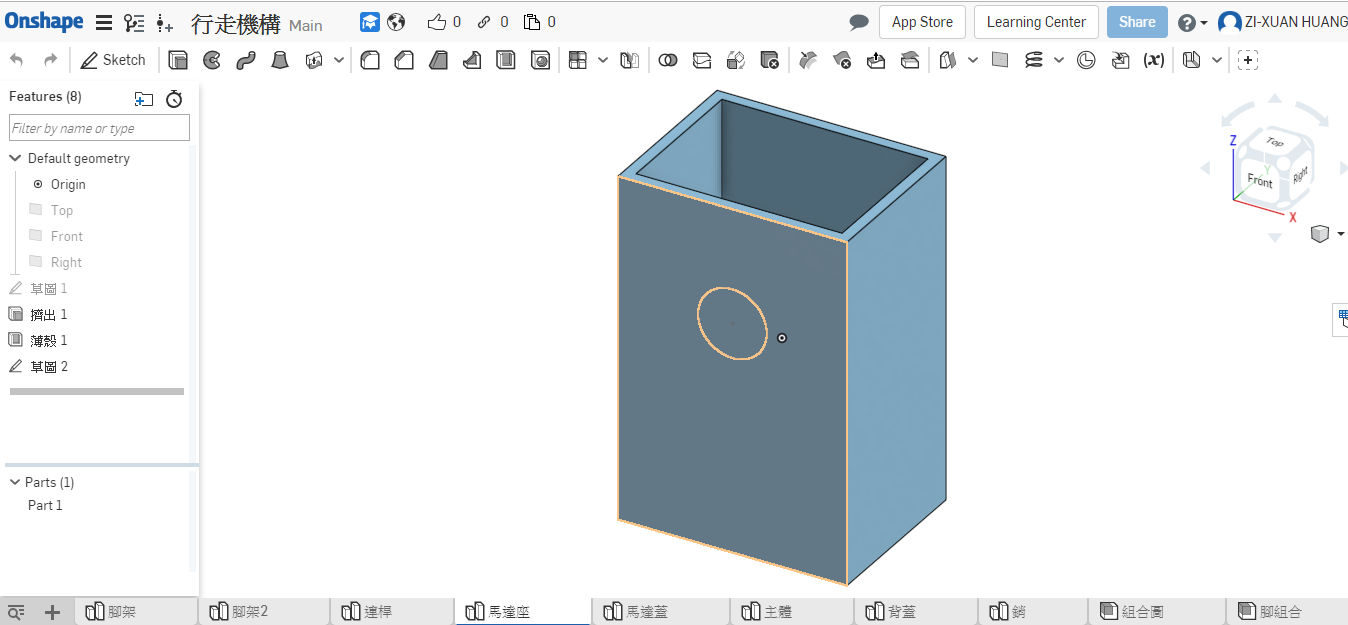 Onshape 行走機構 Main 0 0 0 App Store Learning Center Share ? ZI-XUAN HUANG
Sketch (x)
Features (8)
Filter by name or type
Default geometry
Origin
Top
Front
Right
草圖 1
擠出 1
薄殼 1
草圖 2
Parts (1)
Part 1
Z
Top
Y
Front
Right
X
腳架 腳架2 連桿 馬達座 馬達蓋 主體 背蓋 銷 組合圖 腳組合